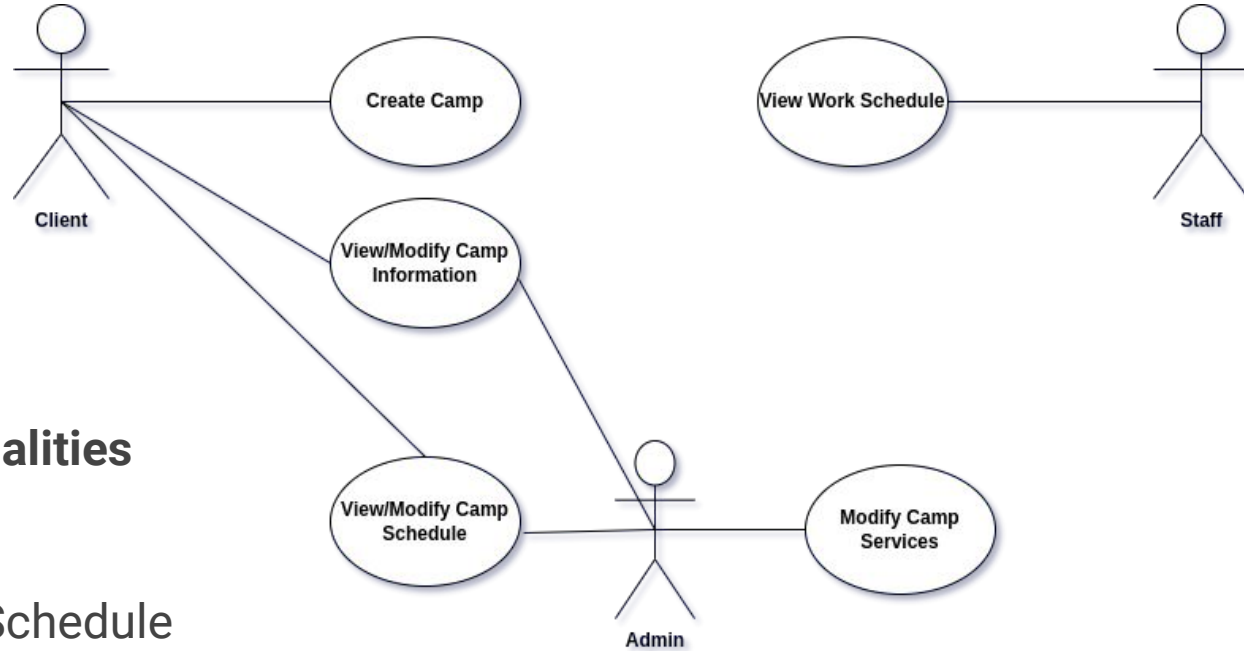 Create Camp
View Work Schedule
Client
Staff
View/Modify Camp
Information
alities
View/Modify Camp
Schedule
Modify Camp
Services
Schedule
Admin